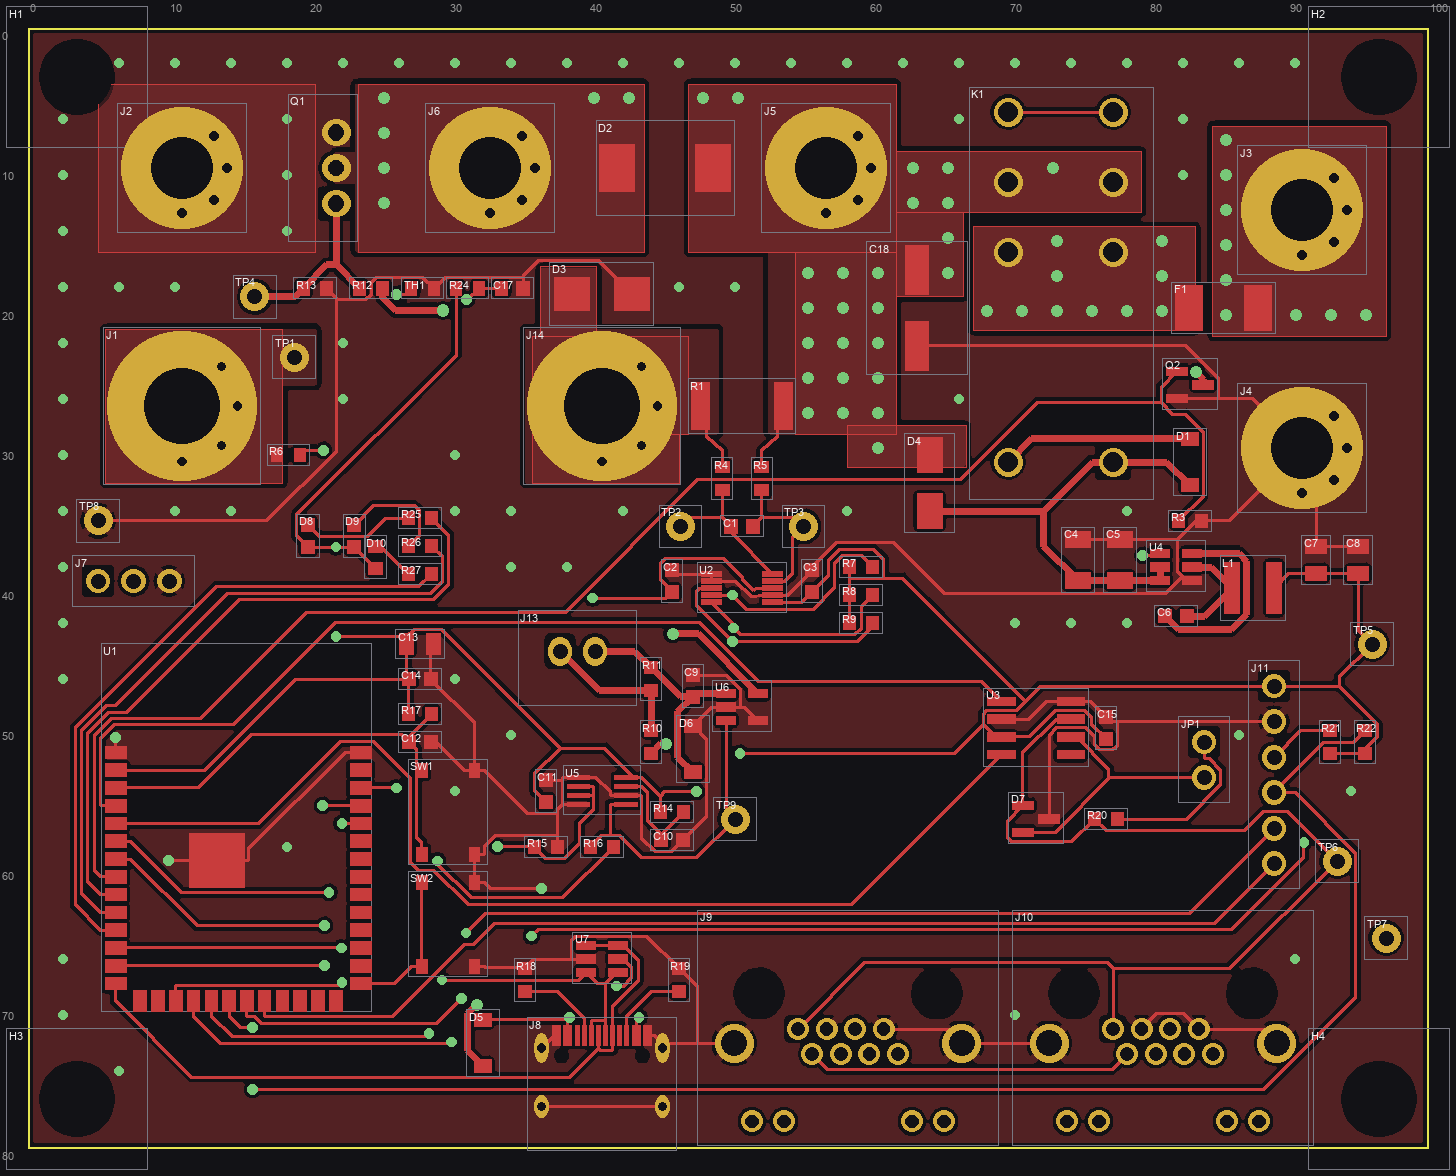 0 10 20 30 40 50 60 70 80 90 100
H1 H2
0
J2 Q1 J6 D2 J5 K1 J3
10
C18
TP4 R13 R12 TH1 R24 C17 D3 F1
20
J1 TP1 J14 R1 Q2 J4
D4 D1
30
R6 R4 R5
TP8 D8 D9 R25 TP2 C1 TP3 R3
D10 R26 C4 C5 U4 C7 C8
J7 R27 C2 U2 C3 R7 L1
40
R8
J13 R9 C6
U1 C13 TP5
C14 R11 C9 J11
R17 U6 U3 C15 JP1
50
C12 R10 D6 R21 R22
SW1 C11 U5
R14 TP9 D7 R20
R15 R16 C10 TP6
60
SW2
J9 J10 TP7
U7
R18 R19
70
D5 J8
H3 H4
80